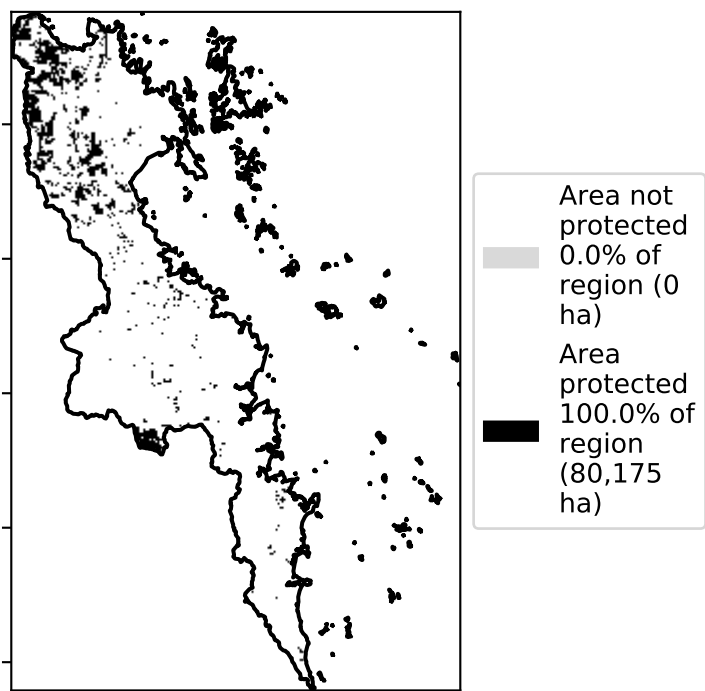 Area not
protected
0.0% of
region (0
ha)
Area
protected
100.0% of
region
(80,175
ha)